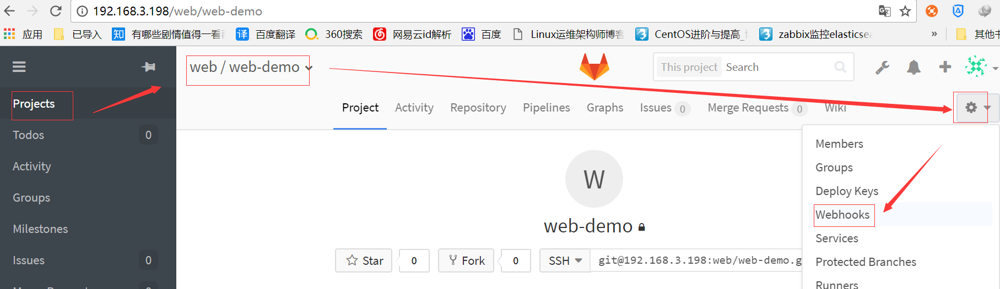 192.168.3.198/web/web-demo
应用 已导入 知 有哪些剧情值得一看 译 百度翻译 360搜索 网易云id解析 百度 Linux运维架构师博客 CentOS进阶与提高_ zabbix监控elasticsea » 其他书
web / web-demo
This project Search
Projects
Project Activity Repository Pipelines Graphs Issues 0 Merge Requests 0 Wiki
Todos 0
Activity
Groups
Milestones
Issues 0
Members
Groups
Deploy Keys
Webhooks
Services
Protected Branches
Runners
W
web-demo
Star 0 Fork 0 SSH git@192.168.3.198:web/web-demo.g